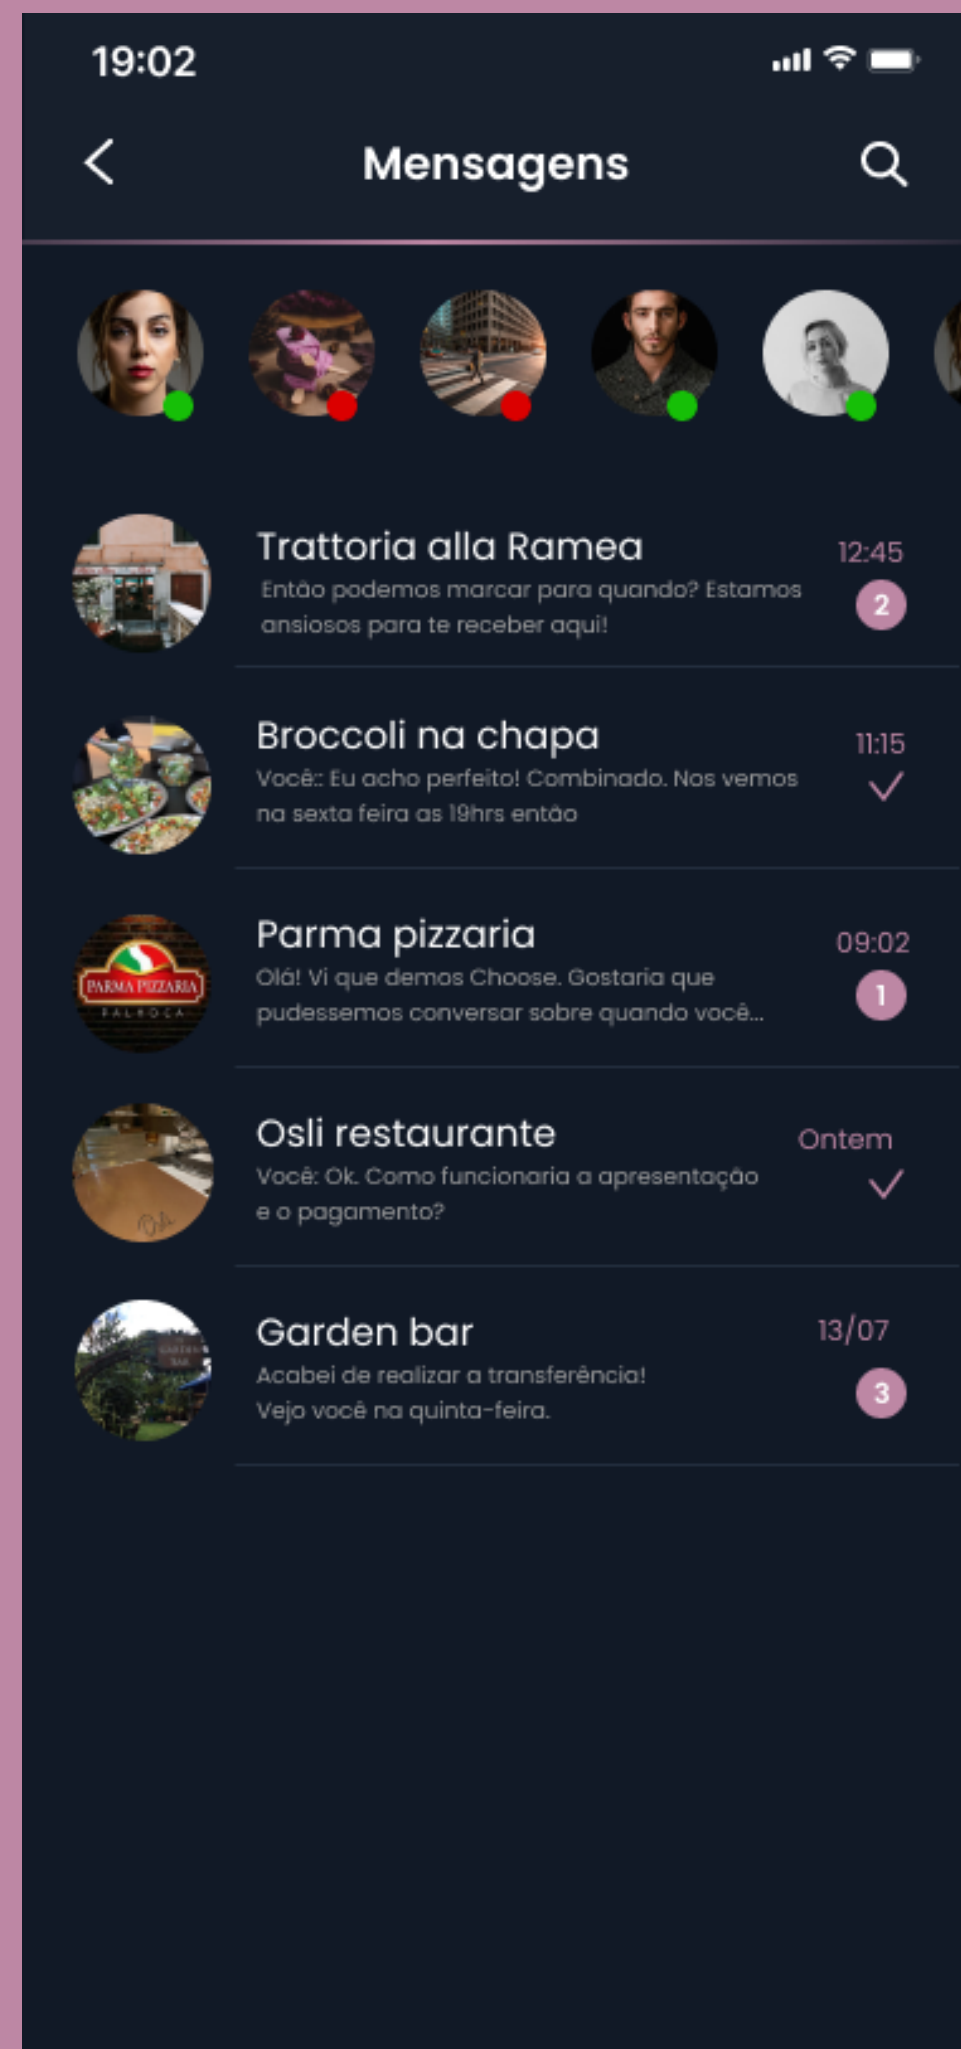 19:02
Mensagens
Trattoria alla Ramea
12:45
Então podemos marcar para quando? Estamos
2
ansiosos para te receber aqui!
Broccoli na chapa
11:15
Você:: Eu acho perfeito! Combinado. Nos vemos
na sexta feira as 19hrs então
Parma pizzaria
09:02
Olá! Vi que demos Choose. Gostaria que
1
pudessemos conversar sobre quando você...
PARMA PIZZARIA
PALHOÇA
Osli restaurante
Ontem
Você: Ok. Como funcionaria a apresentação
e o pagamento?
Osli
Garden bar
13/07
Acabei de realizar a transferência!
3
Vejo você na quinta-feira.
GARDEN
BAR